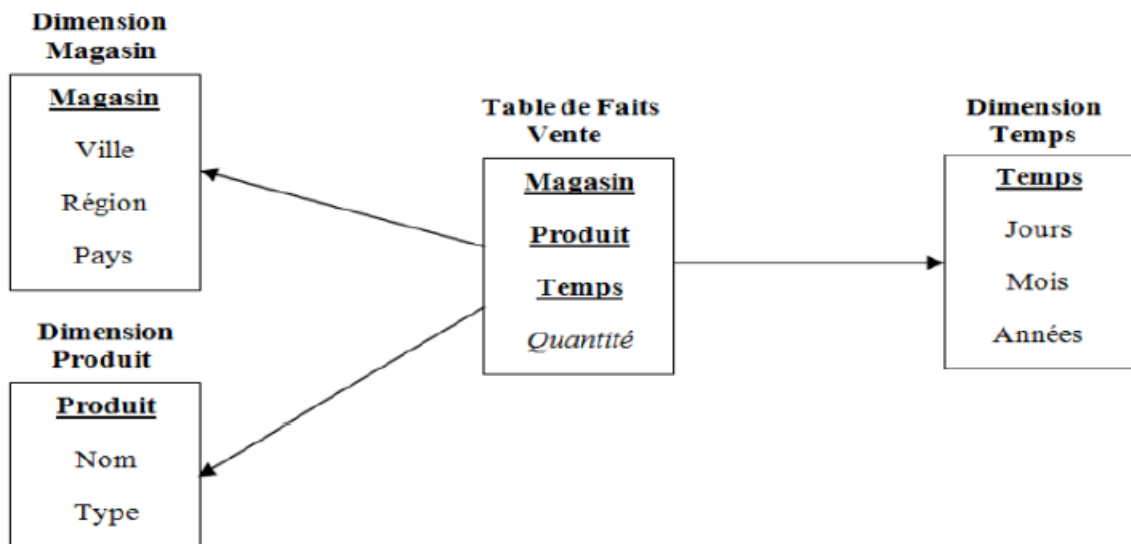 Dimension
Magasin
Magasin
Ville
Région
Pays
Dimension
Produit
Produit
Nom
Type
Table de Faits
Vente
Magasin
Produit
Temps
Quantité
Dimension
Temps
Temps
Jours
Mois
Années